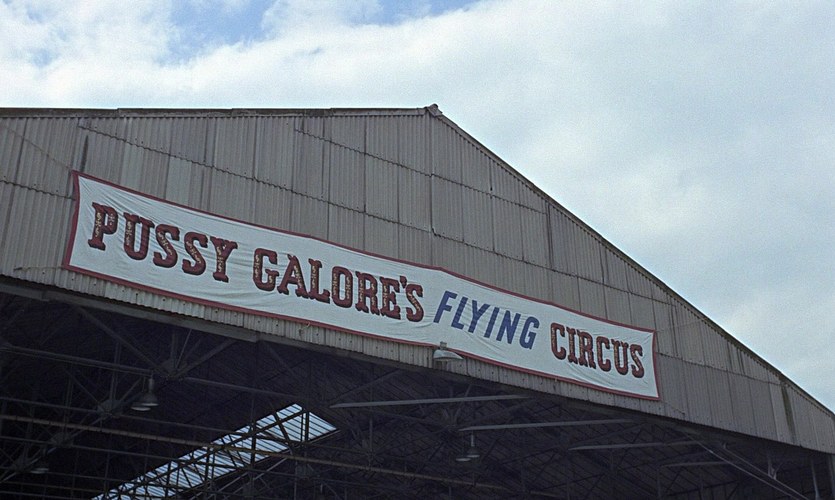 PUSSY GALORE'S FLYING CIRCUS